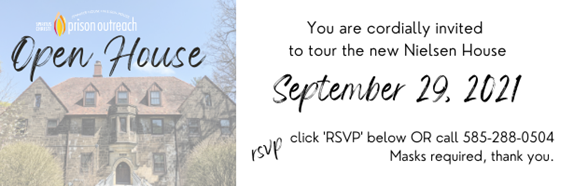 prison outreach
Open House
You are cordially invited
to tour the new Nielsen House
September 29, 2021
rsvp
click 'RSVP' below OR call 585-288-0504
Masks required, thank you.